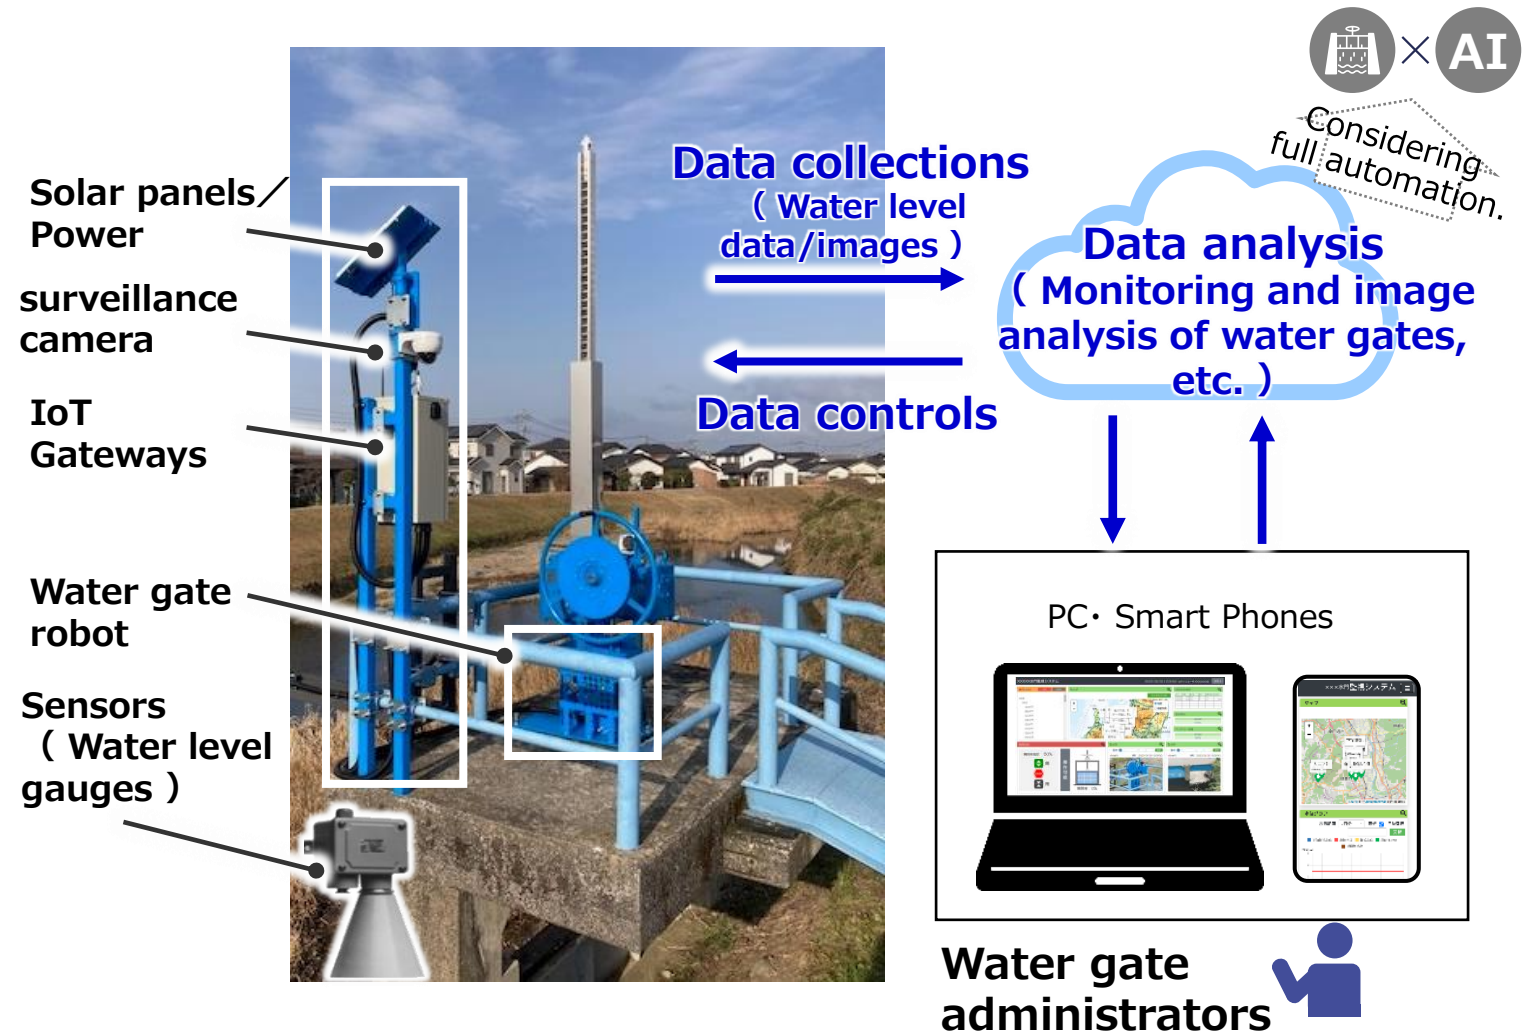 × AI
Considering
full automation.
Solar panels／
Power
surveillance
camera
IoT
Gateways
Water gate
robot
Sensors
（ Water level
gauges ）
Data collections
（ Water level
data/images ）
Data analysis
（ Monitoring and image
analysis of water gates,
etc. ）
Data controls
PC・ Smart Phones
Water gate
administrators